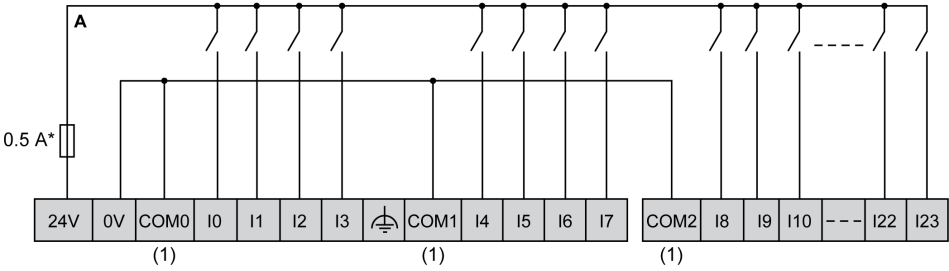 A
0.5 A*
24V 0V COM0 I0 I1 I2 I3 COM1 I4 I5 I6 I7 COM2 I8 I9 I10 I22 I23
(1) (1) (1)